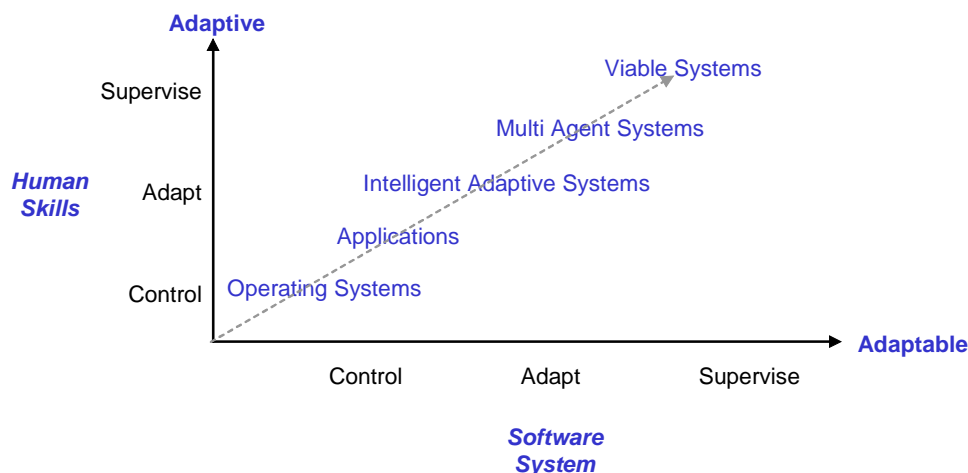 Adaptive
Viable Systems
Supervise
Multi Agent Systems
Human
Skills
Adapt
Intelligent Adaptive Systems
Applications
Control
Operating Systems
Adaptable
Control
Adapt
Supervise
Software
System